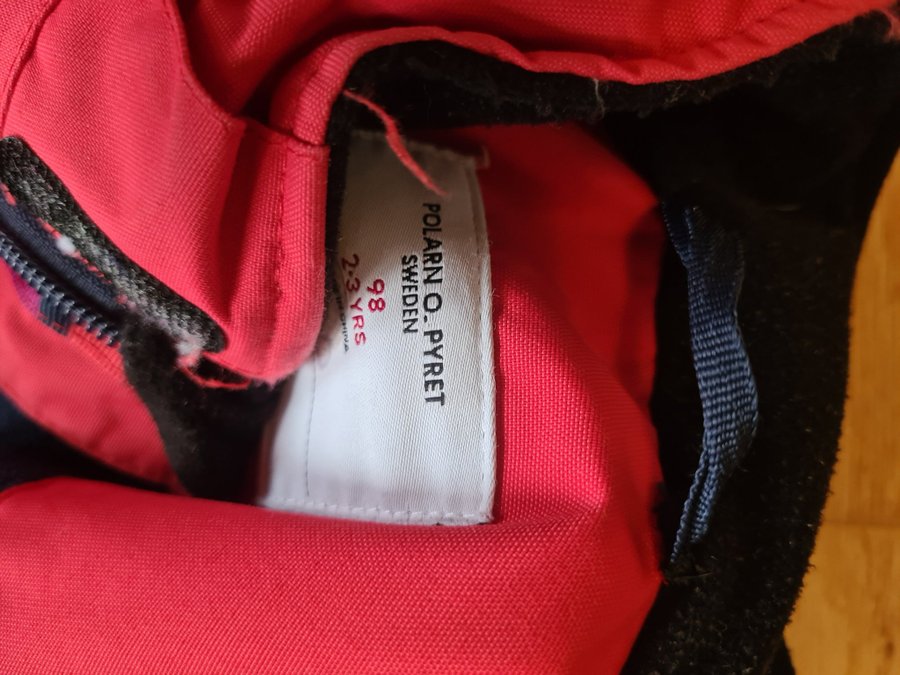 POLARN O. PYRET
SWEDEN
98
2-3 YRS